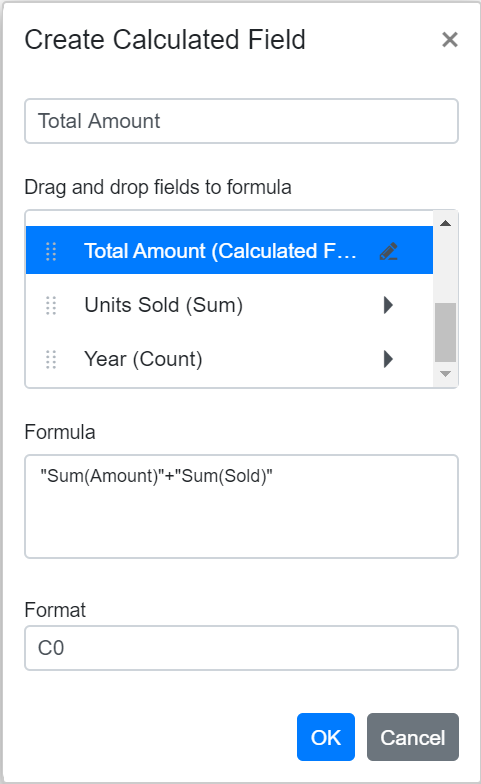 Create Calculated Field
Total Amount
Drag and drop fields to formula
Total Amount (Calculated F...
Units Sold (Sum)
Year (Count)
Formula
"Sum(Amount)"+"Sum(Sold)"
Format
C0
OK Cancel